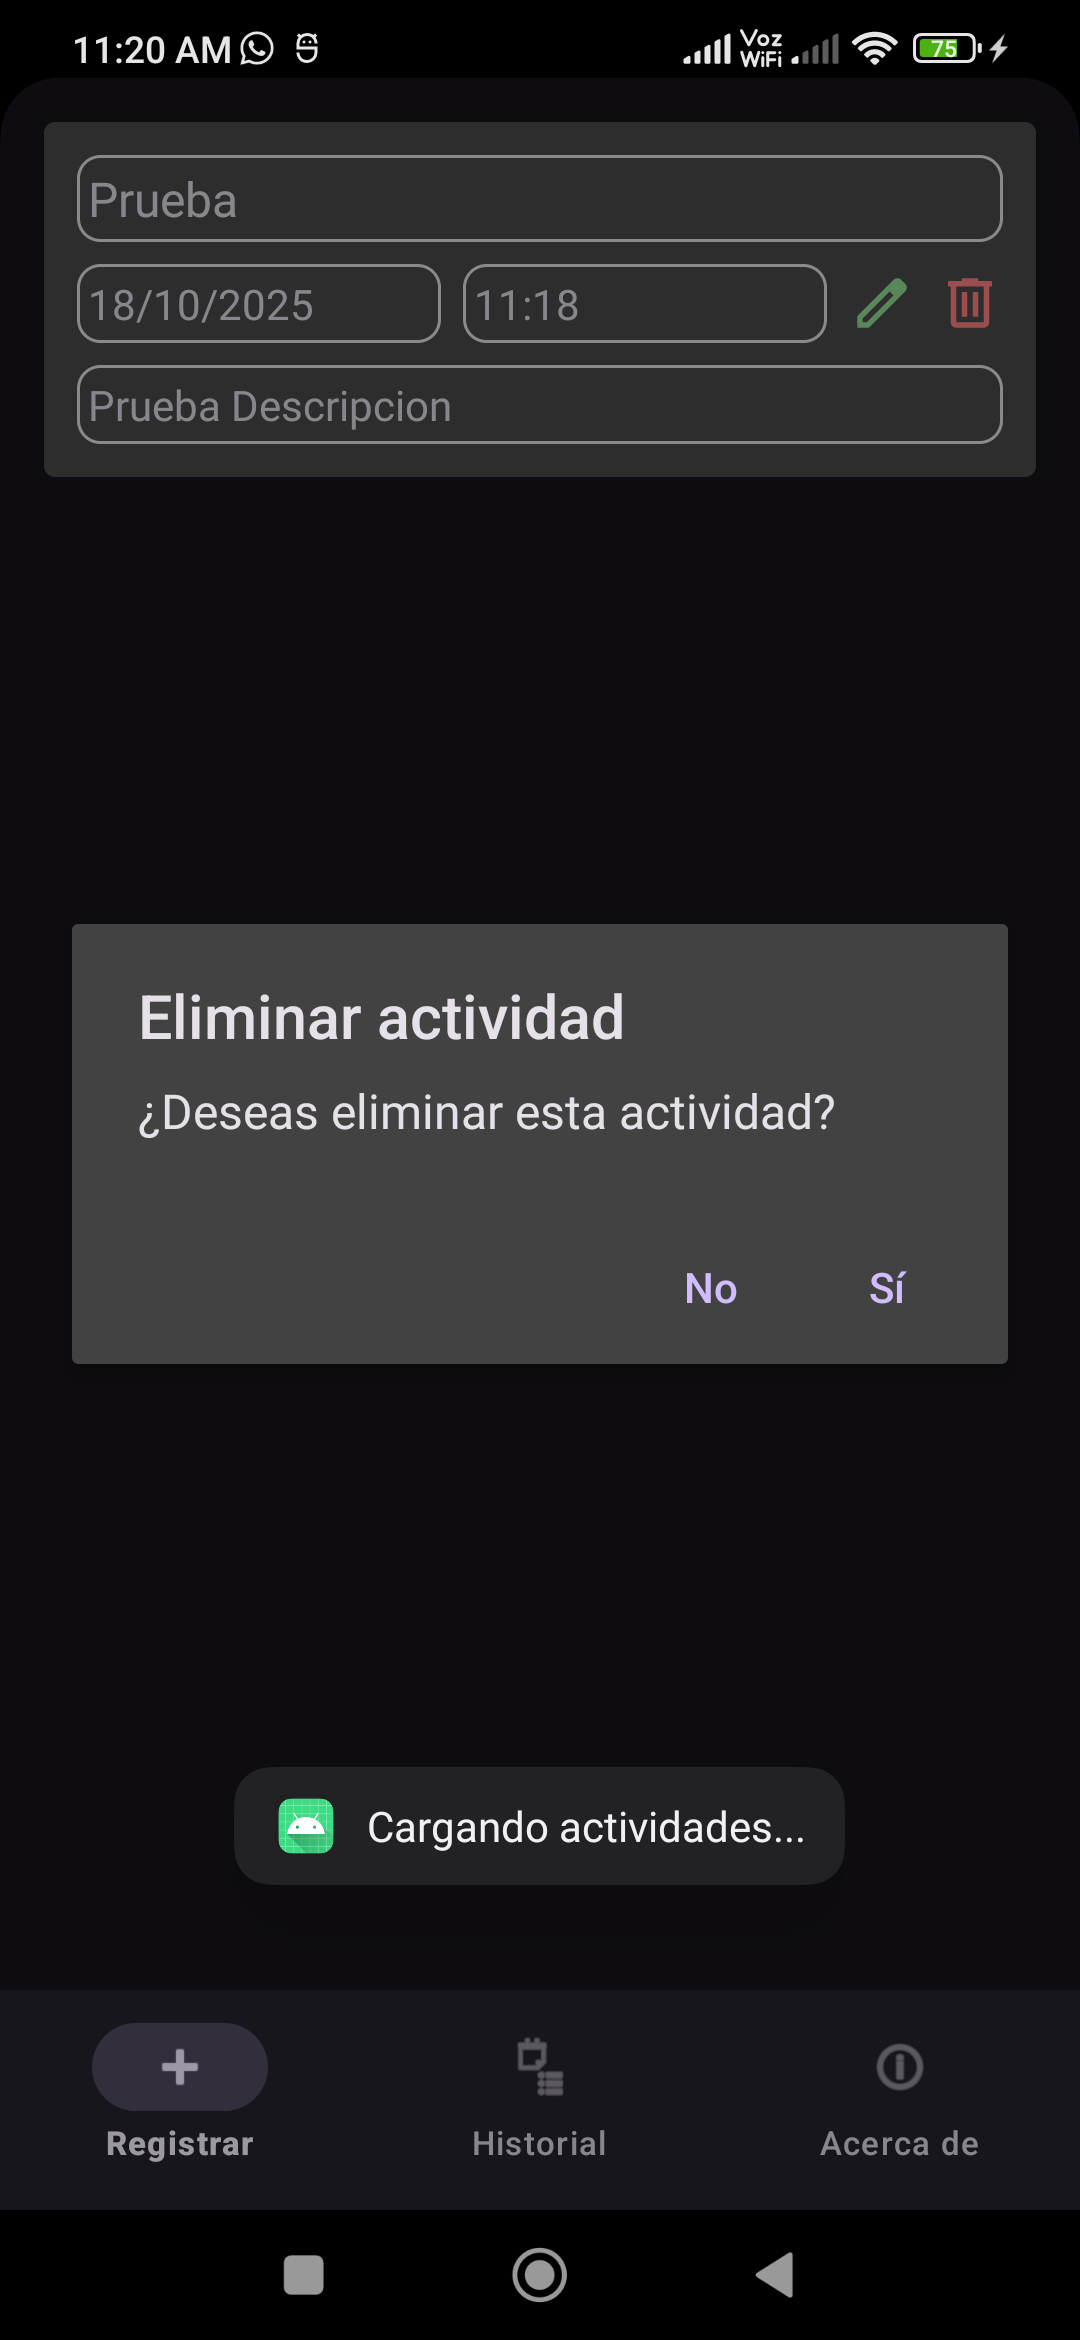 11:20 AM
Voz
WiFi
75
Prueba
18/10/2025
11:18
Prueba Descripcion
Eliminar actividad
¿Deseas eliminar esta actividad?
No
Sí
Cargando actividades...
Registrar
Historial
Acerca de